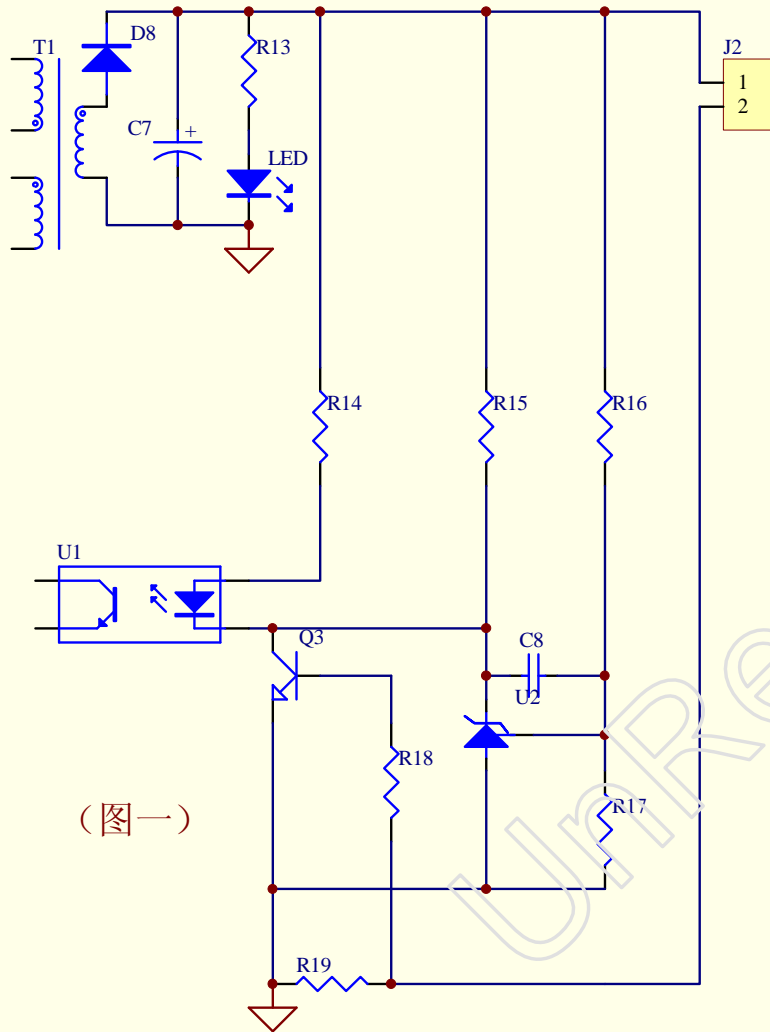 T1
D8
R13
J2
1
2
C7
+
LED
R14
R15
R16
U1
Q3
C8
U2
R18
R17
（图一）
R19
UnRe